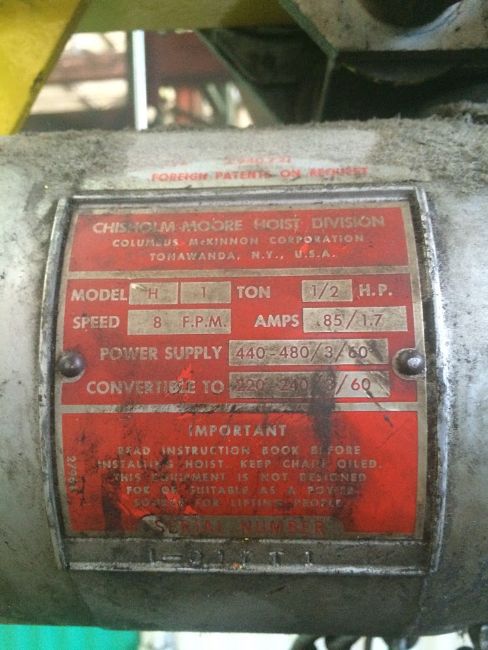 FOREIGN PATENTS ON REQUEST
CHISHOLM-MOORE HOIST DIVISION
COLUMBUS McKINNON CORPORATION
TONAWANDA, N.Y., U.S.A.
MODEL H 1 TON 1/2 H.P.
SPEED 8 F.P.M. AMPS .85/1.7
POWER SUPPLY 440-480/3/60
CONVERTIBLE TO 220-240/3/60
IMPORTANT
READ INSTRUCTION BOOK BEFORE
INSTALLING HOIST. KEEP CHAIN OILED.
THIS EQUIPMENT IS NOT DESIGNED
FOR OR SUITABLE AS A POWER
SOURCE FOR LIFTING PEOPLE
SERIAL NUMBER